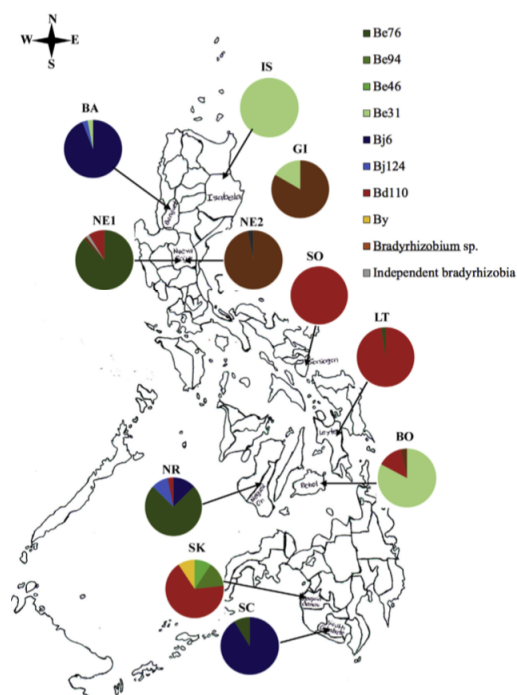 N
W E
S
IS
BA
GI
NE1
NE2
SO
LT
BO
NR
SK
SC
Isabela
Sorsogon
Leyte
Bohol
Be76
Be94
Be46
Be31
Bj6
Bj124
Bd110
By
Bradyrhizobium sp.
Independent bradyrhizobia